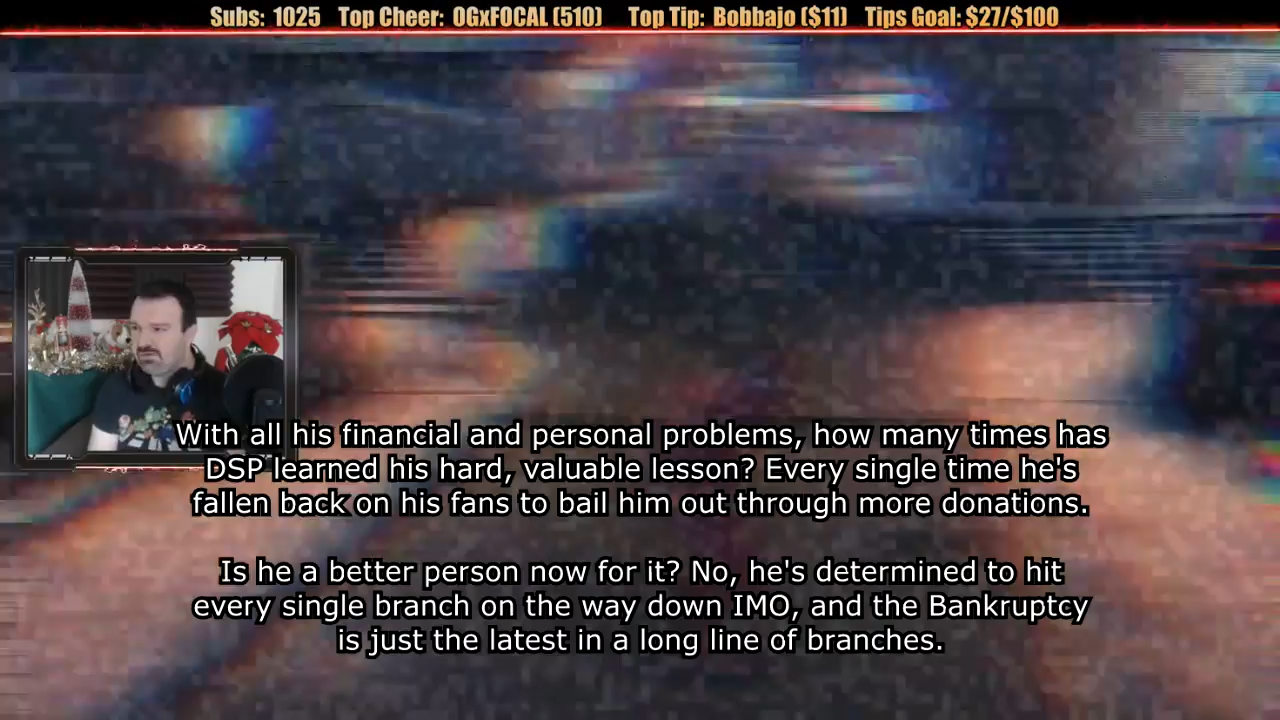 Subs: 1025 Top Cheer: OGxFOCAL (510) Top Tip: Bobbajo ($11) Tips Goal: $27/$100
With all his financial and personal problems, how many times has
DSP learned his hard, valuable lesson? Every single time he's
fallen back on his fans to bail him out through more donations.
Is he a better person now for it? No, he's determined to hit
every single branch on the way down IMO, and the Bankruptcy
is just the latest in a long line of branches.